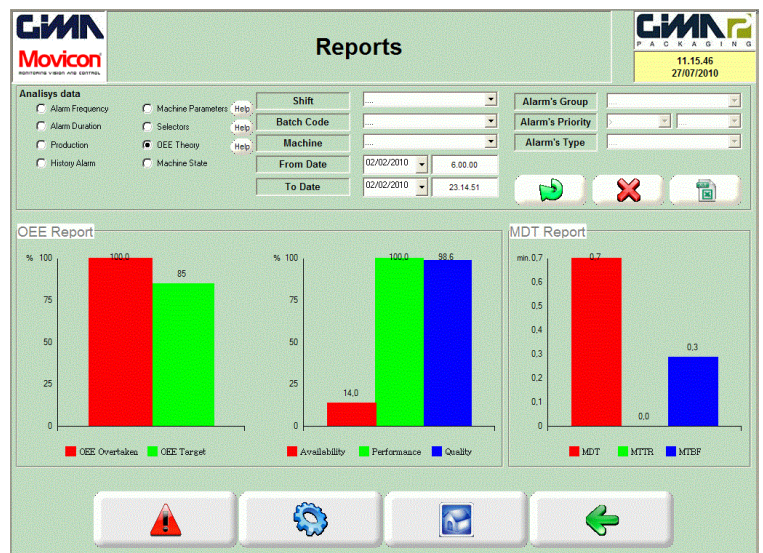 GIMA
Movicon
MONITORING VISION AND CONTROL
Reports
GIMA
PACKAGING
11.15.46
27/07/2010
Analisys data
Alarm Frequency
Alarm Duration
Production
History Alarm
Machine Parameters Help
Selectors Help
OEE Theory Help
Machine State
Shift ....
Batch Code ....
Machine ....
From Date 02/02/2010 6.00.00
To Date 02/02/2010 23.14.51
Alarm's Group ....
Alarm's Priority > ....
Alarm's Type ....
OEE Report
% 100
75
50
25
0
100,0
85
OEE Overtaken OEE Target
% 100
75
50
25
0
14,0
100,0
98,6
Availability Performance Quality
MDT Report
min. 0,7
0,6
0,5
0,4
0,3
0,2
0,1
0
0,7
0,0
0,3
MDT MTTR MTBF